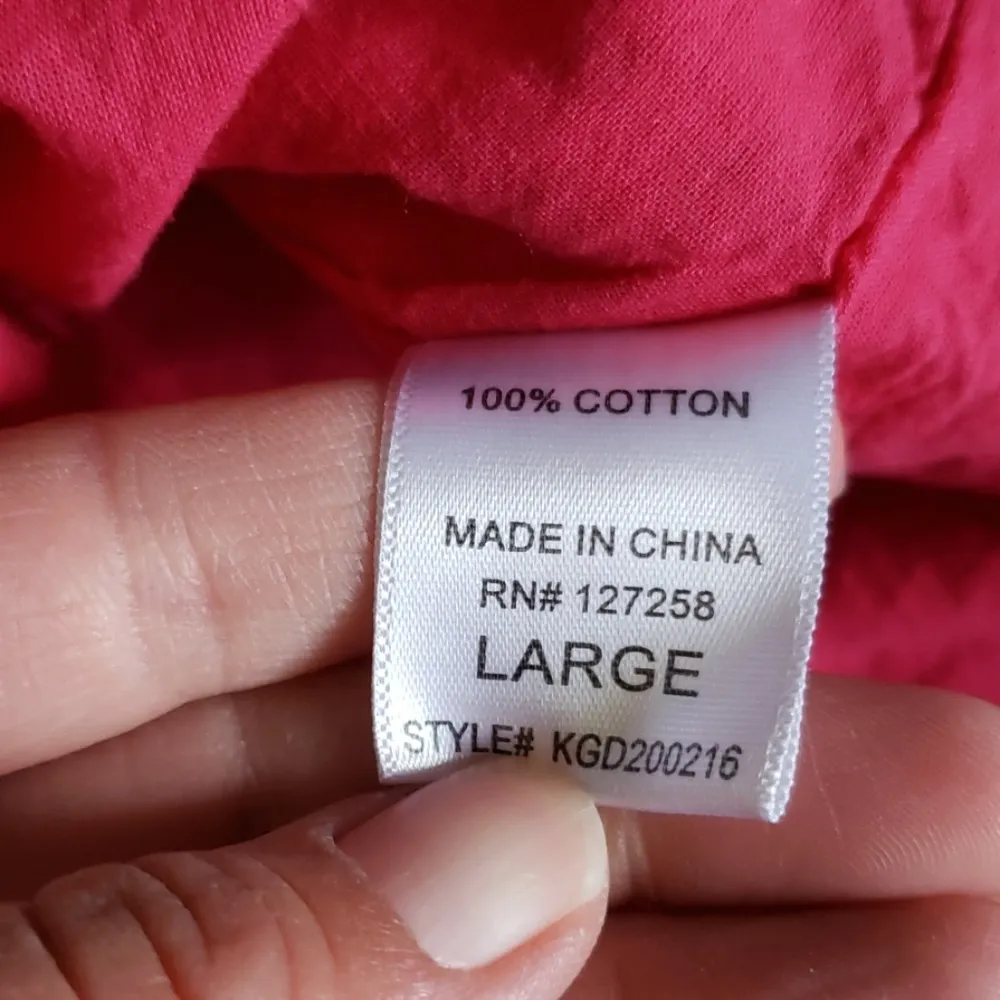 100% COTTON
MADE IN CHINA
RN# 127258
LARGE
STYLE# KGD200216